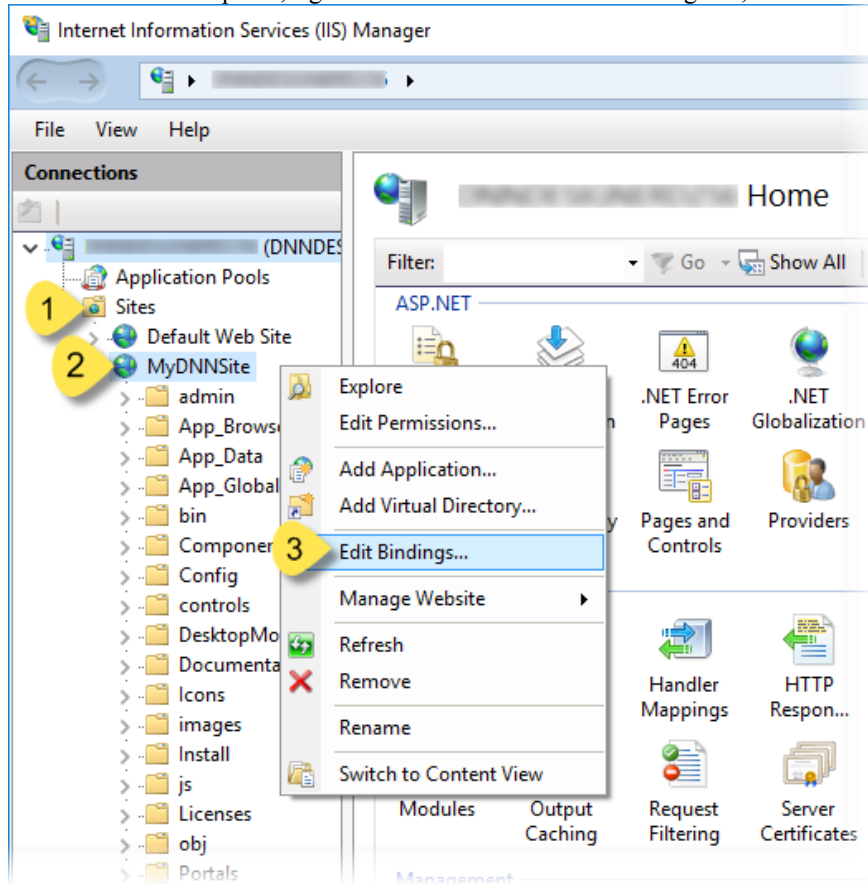 Internet Information Services (IIS) Manager
File View Help
Connections
Home
(DNNDES
Filter: Go Show All
Application Pools
ASP.NET
1 Sites
Default Web Site
2 MyDNNSite
admin
App_Brows
App_Data
App_Global
bin
Componen
Config
controls
DesktopMo
Documenta
Icons
images
Install
js
Licenses
obj
Portals
Explore
Edit Permissions...
Add Application...
Add Virtual Directory...
3 Edit Bindings...
Manage Website
Refresh
Remove
Rename
Switch to Content View
404
.NET Error
Pages
.NET
Globalization
Pages and
Controls
Providers
Handler
Mappings
HTTP
Respon...
Modules
Output
Caching
Request
Filtering
Server
Certificates
Management